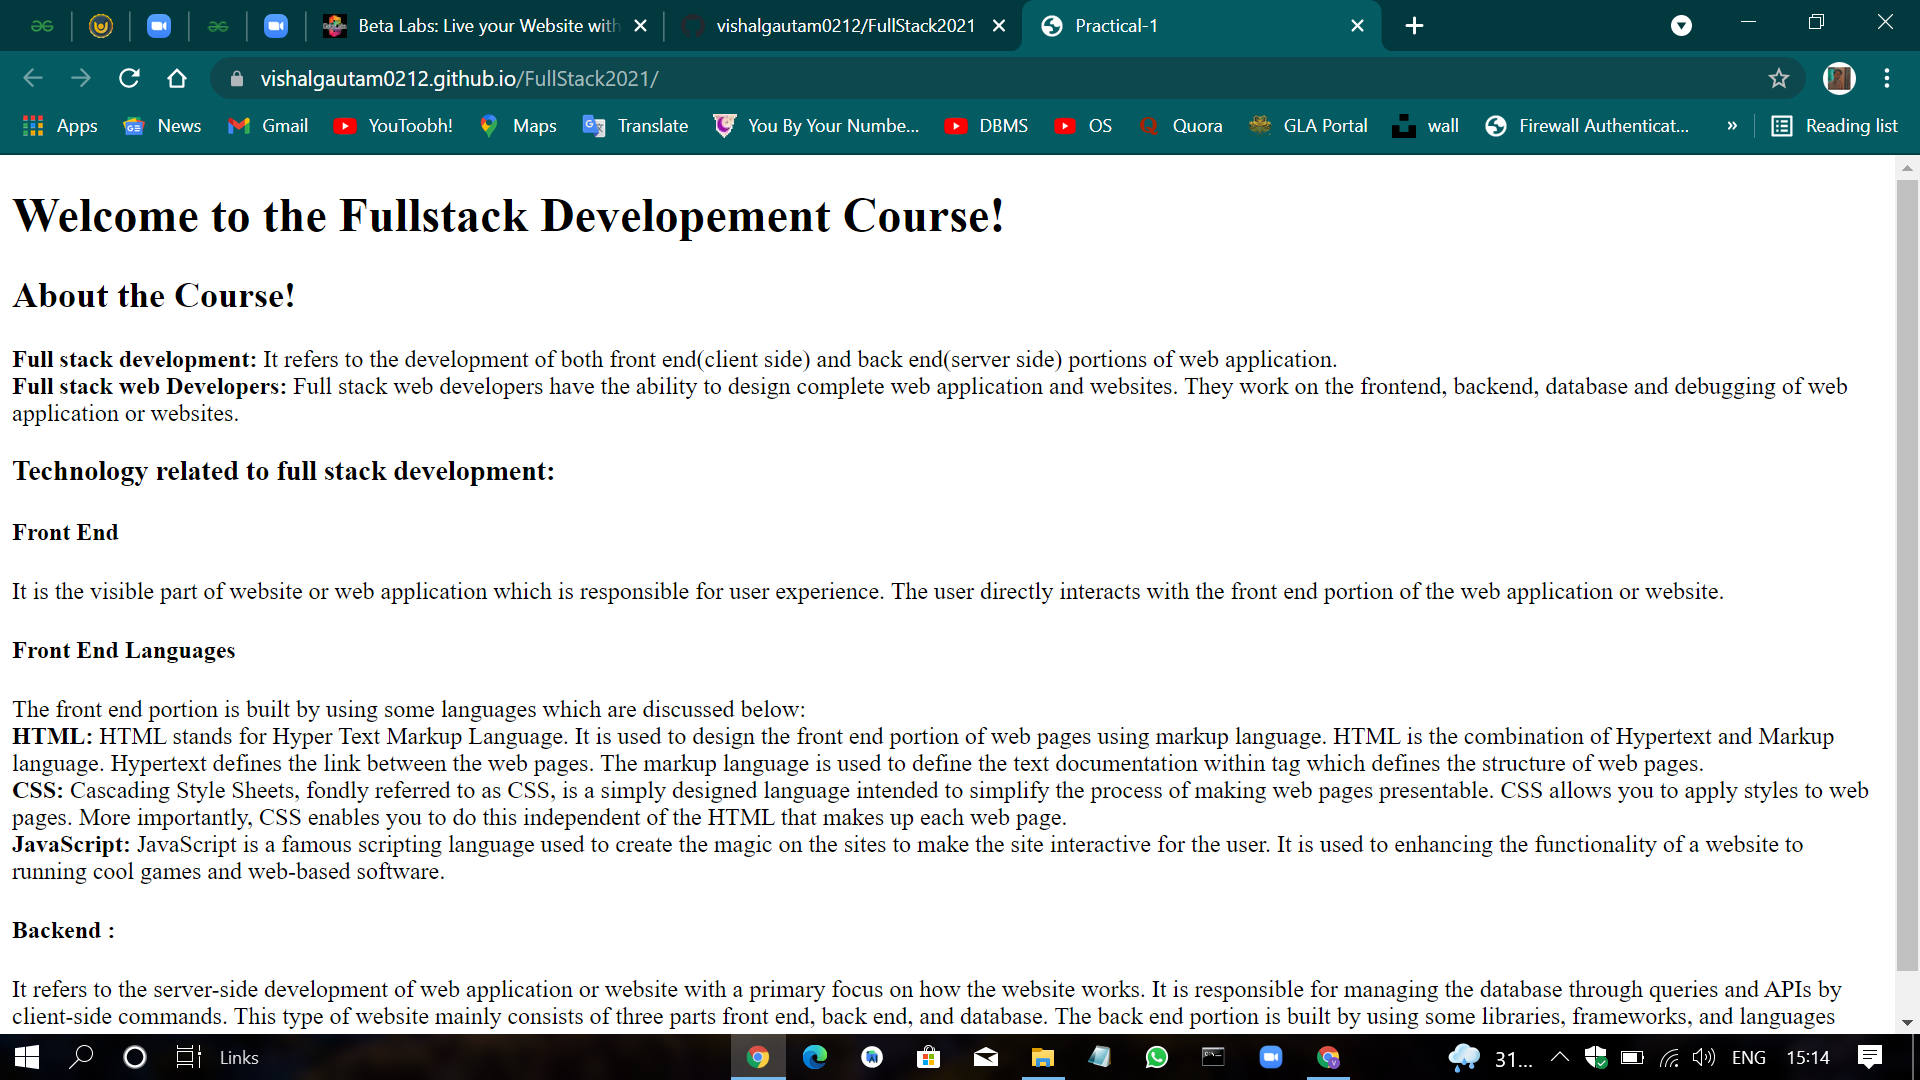 Beta Labs: Live your Website with
vishalgautam0212/FullStack2021
Practical-1
vishalgautam0212.github.io/FullStack2021/
Apps
News
Gmail
YouToobh!
Maps
Translate
You By Your Numbe...
DBMS
OS
Quora
GLA Portal
wall
Firewall Authenticat...
»
Reading list
Welcome to the Fullstack Developement Course!
About the Course!
Full stack development: It refers to the development of both front end(client side) and back end(server side) portions of web application.
Full stack web Developers: Full stack web developers have the ability to design complete web application and websites. They work on the frontend, backend, database and debugging of web
application or websites.
Technology related to full stack development:
Front End
It is the visible part of website or web application which is responsible for user experience. The user directly interacts with the front end portion of the web application or website.
Front End Languages
The front end portion is built by using some languages which are discussed below:
HTML: HTML stands for Hyper Text Markup Language. It is used to design the front end portion of web pages using markup language. HTML is the combination of Hypertext and Markup
language. Hypertext defines the link between the web pages. The markup language is used to define the text documentation within tag which defines the structure of web pages.
CSS: Cascading Style Sheets, fondly referred to as CSS, is a simply designed language intended to simplify the process of making web pages presentable. CSS allows you to apply styles to web
pages. More importantly, CSS enables you to do this independent of the HTML that makes up each web page.
JavaScript: JavaScript is a famous scripting language used to create the magic on the sites to make the site interactive for the user. It is used to enhancing the functionality of a website to
running cool games and web-based software.
Backend :
It refers to the server-side development of web application or website with a primary focus on how the website works. It is responsible for managing the database through queries and APIs by
client-side commands. This type of website mainly consists of three parts front end, back end, and database. The back end portion is built by using some libraries, frameworks, and languages
Links
31...
ENG
15:14